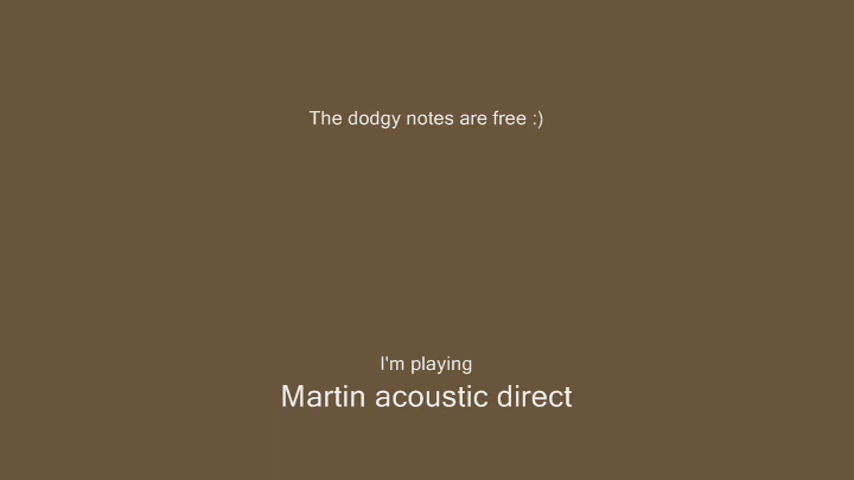 The dodgy notes are free :)
I'm playing
Martin acoustic direct